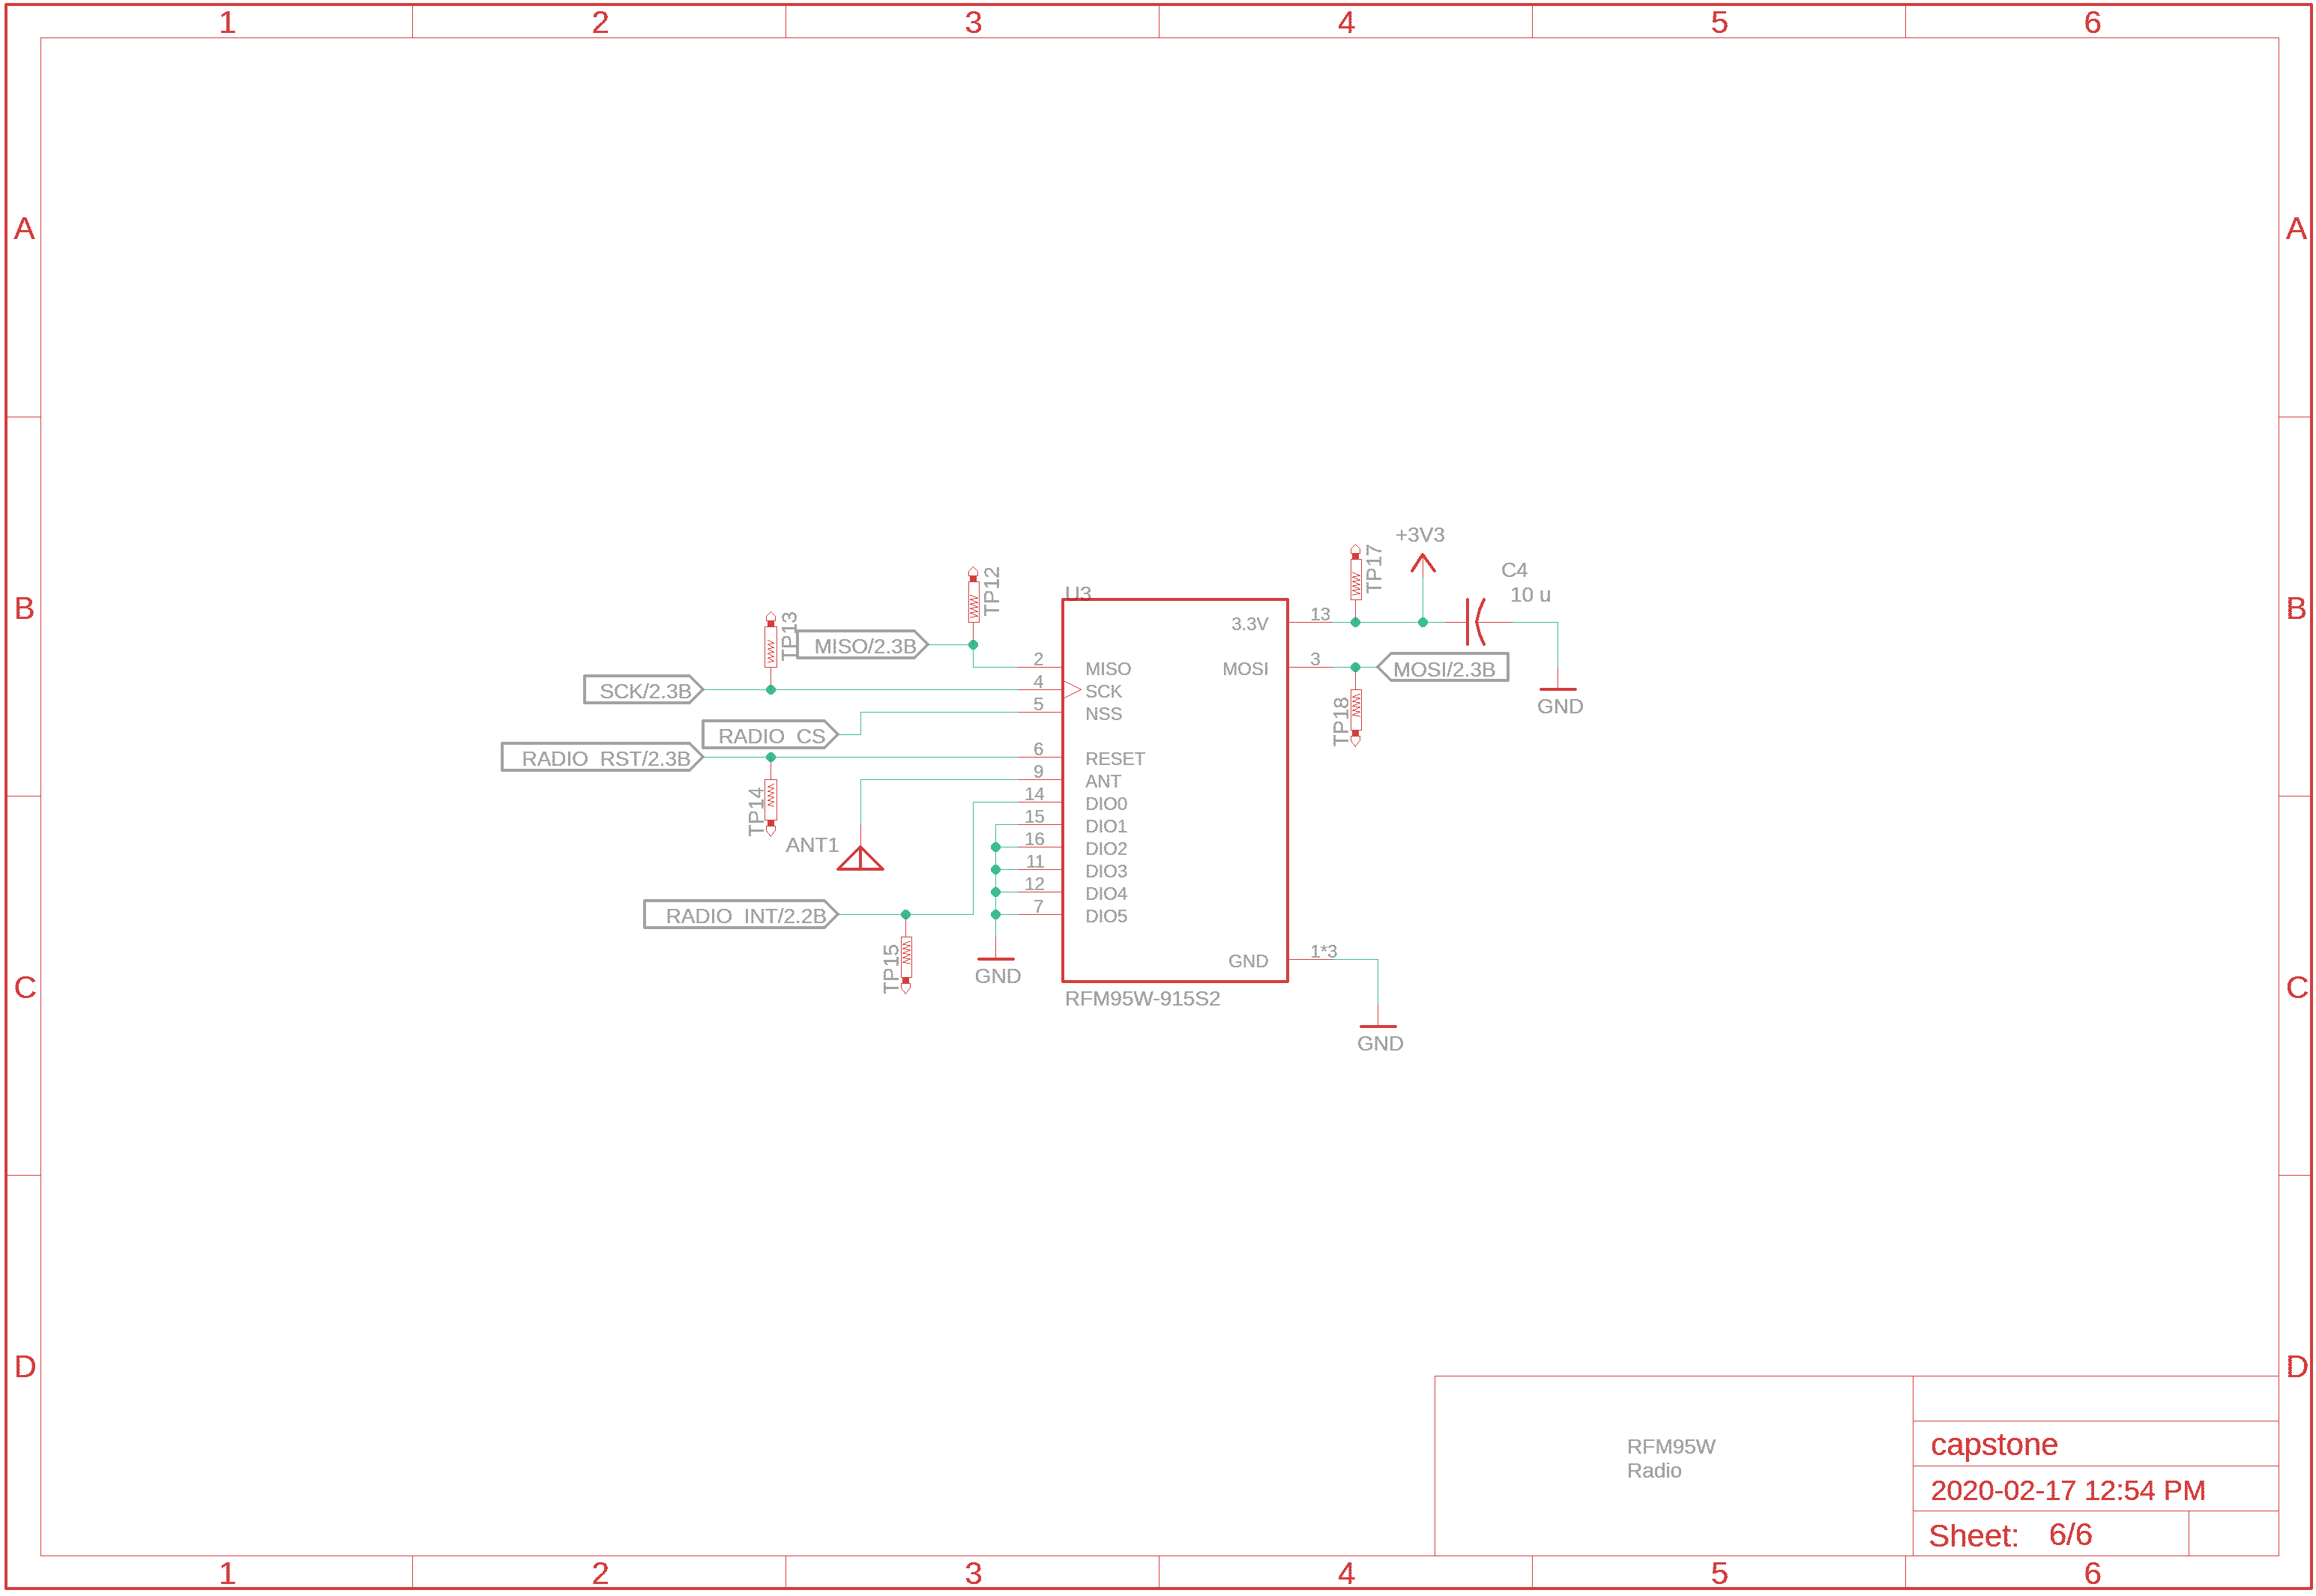 1 2 3 4 5 6
A A
B B
C C
D D
+3V3
TP17
C4
10 u
TP12
U3
TP13
MISO/2.3B
13
3.3V
2
MISO
3
MOSI
MOSI/2.3B
SCK/2.3B
4
SCK
5
NSS
TP18
GND
RADIO_CS
RADIO_RST/2.3B
6
RESET
9
ANT
TP14
14
DIO0
15
DIO1
ANT1
16
DIO2
11
DIO3
12
DIO4
RADIO_INT/2.2B
7
DIO5
TP15
GND
GND
1*3
RFM95W-915S2
GND
RFM95W
Radio
capstone
2020-02-17 12:54 PM
Sheet: 6/6
1 2 3 4 5 6